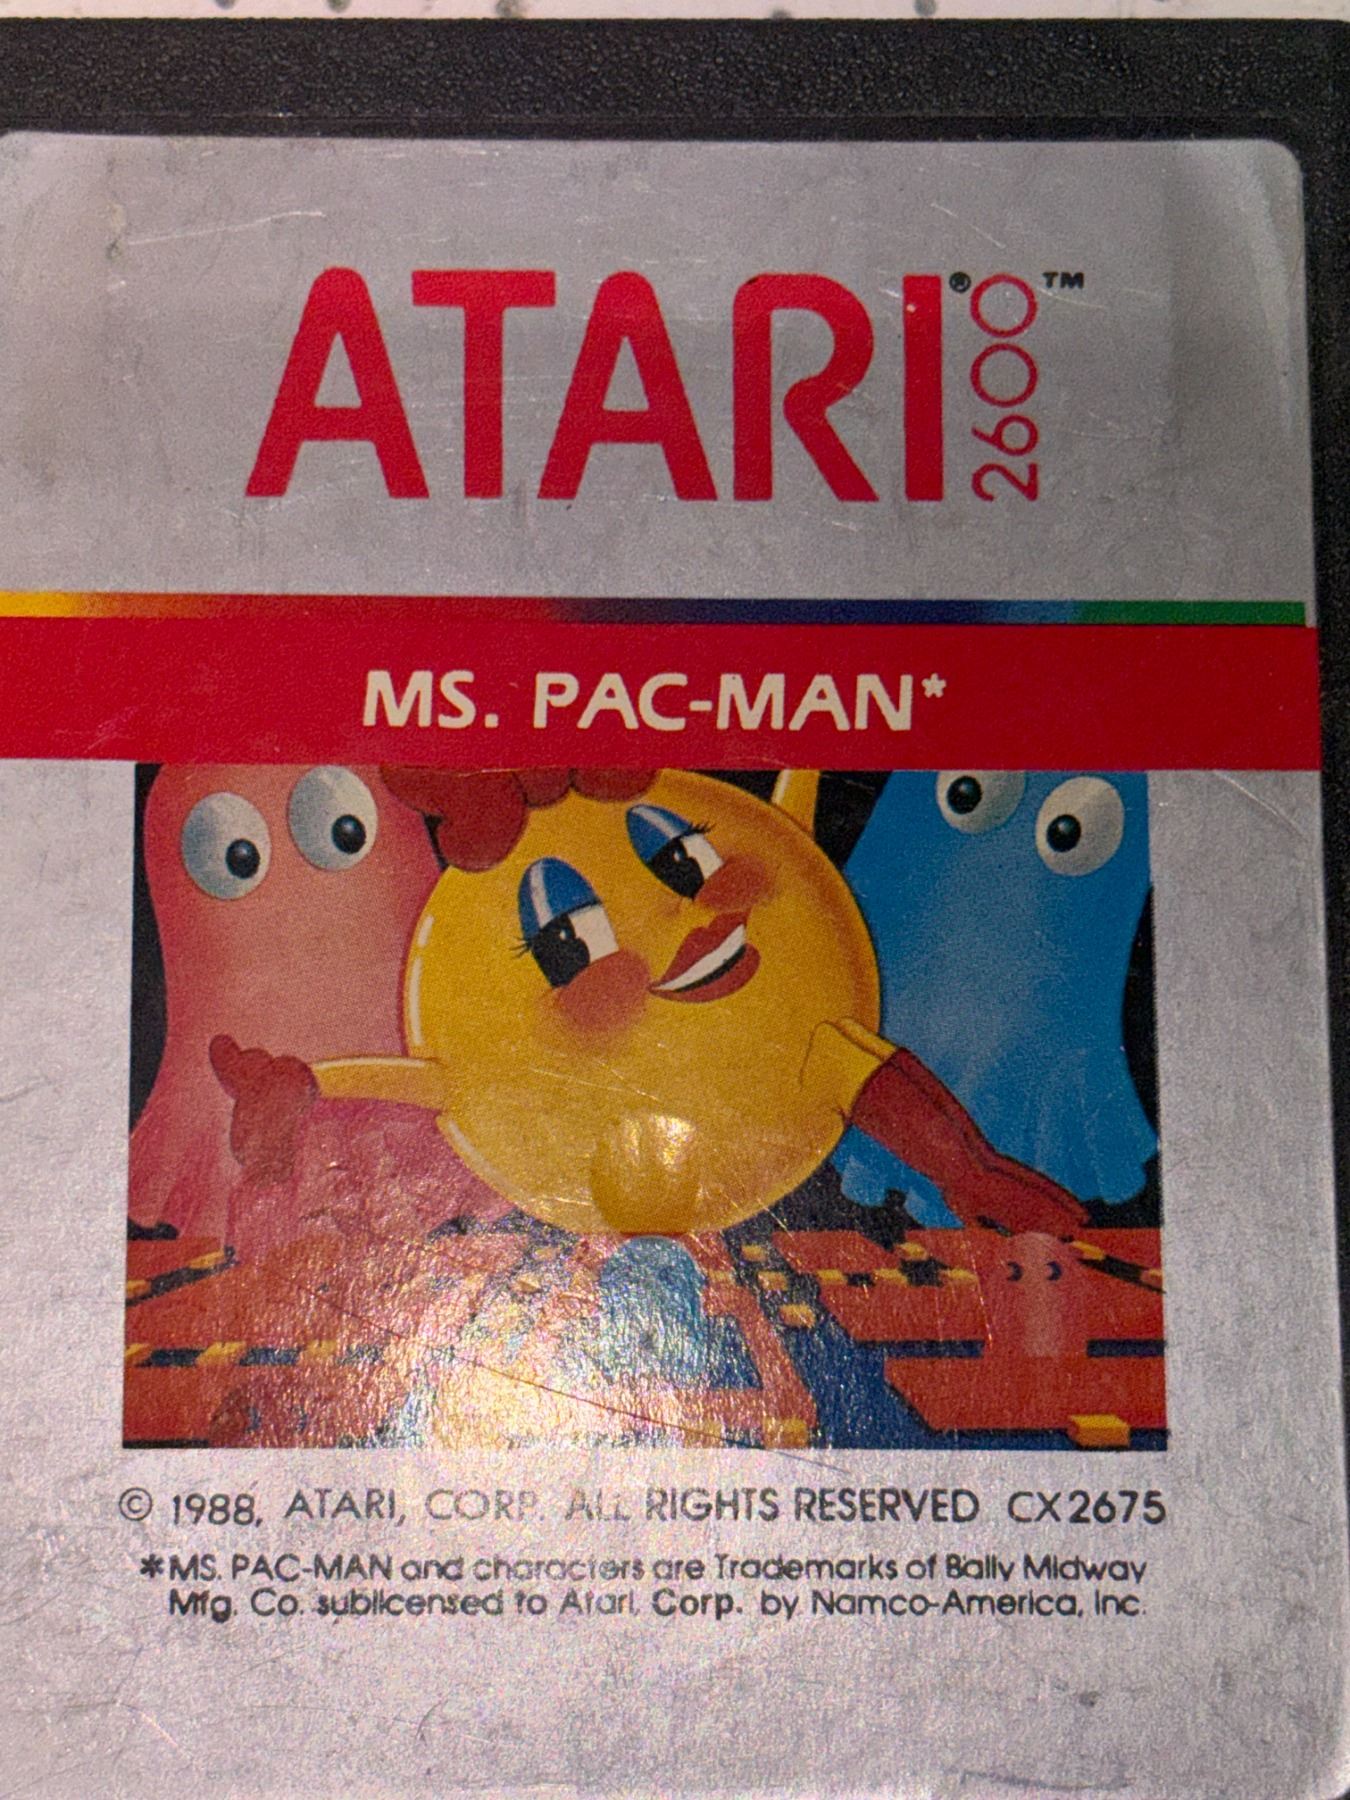 ATARI® 2600™
MS. PAC-MAN*
© 1988, ATARI, CORP. ALL RIGHTS RESERVED CX2675
*MS. PAC-MAN and characters are Trademarks of Bally Midway
Mfg. Co. sublicensed to Atari, Corp. by Namco-America, Inc.